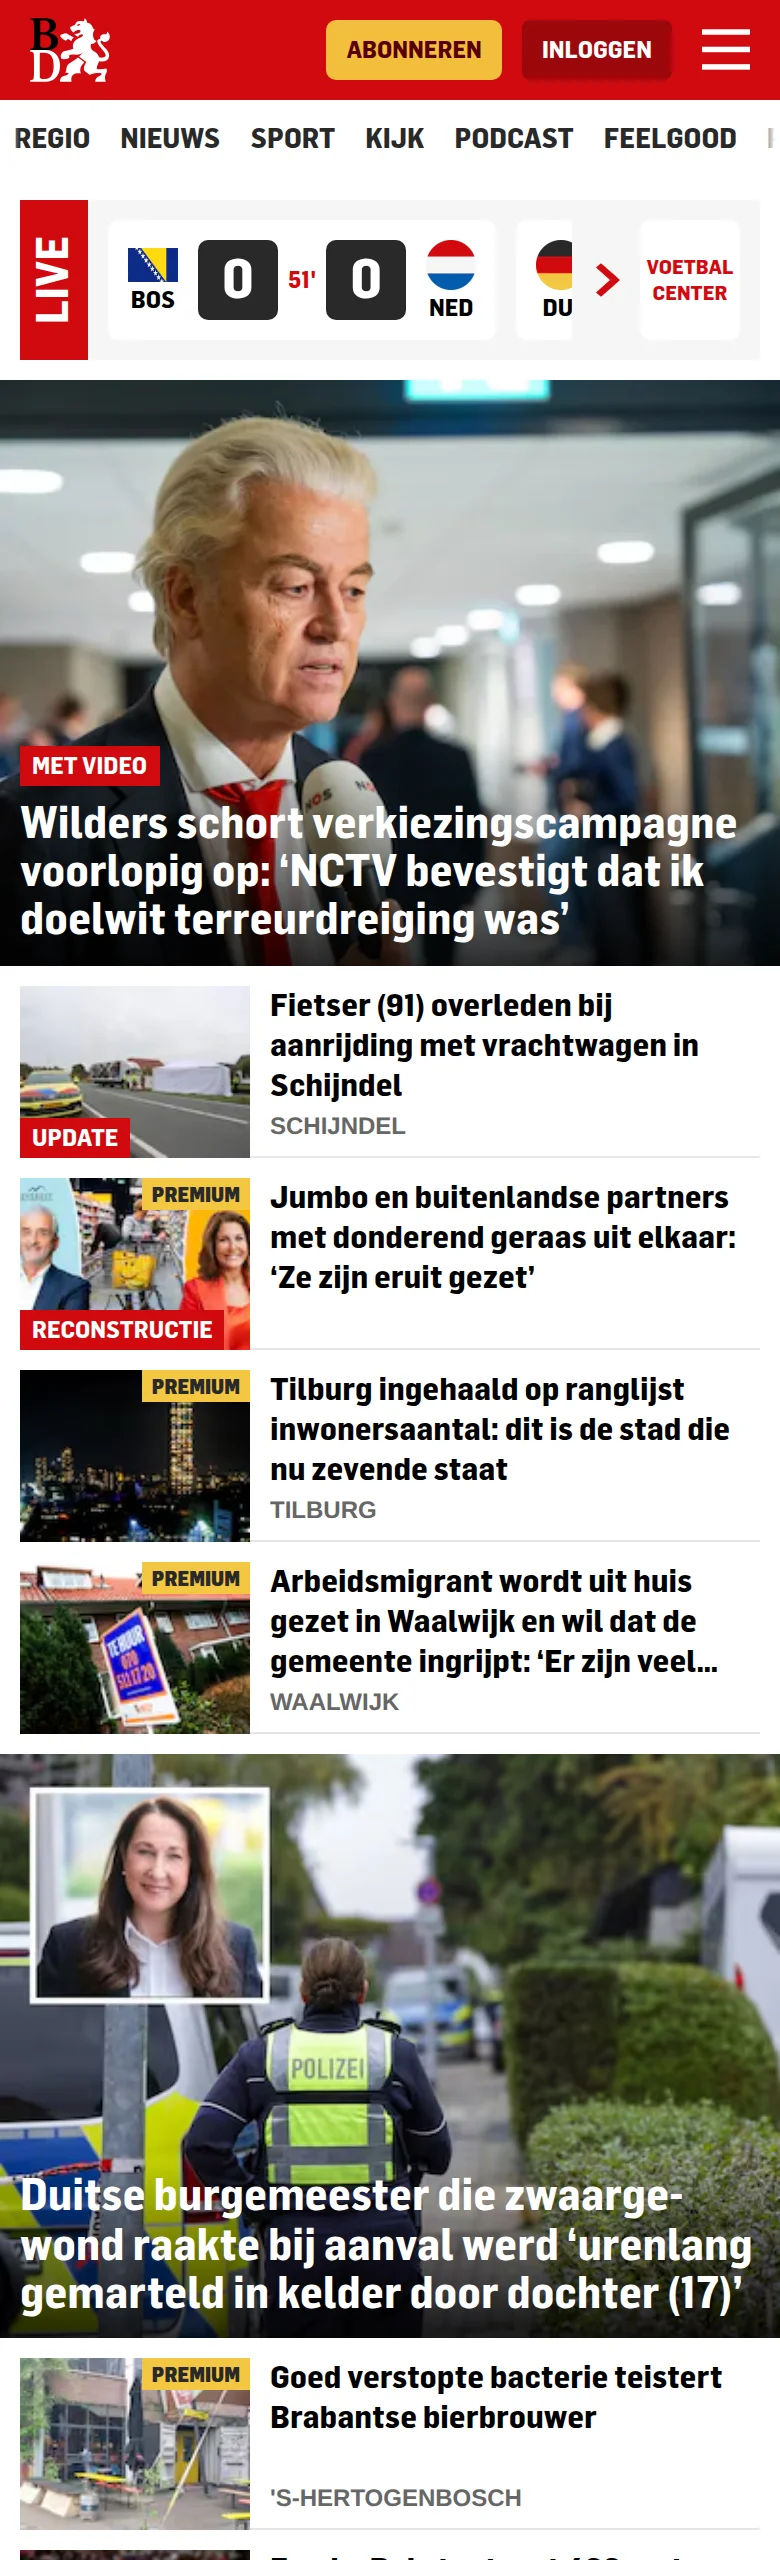 BD
ABONNEREN
INLOGGEN
REGIO NIEUWS SPORT KIJK PODCAST FEELGOOD
LIVE
BOS
0
51'
0
NED
DU
VOETBAL
CENTER
NOS
MET VIDEO
Wilders schort verkiezingscampagne
voorlopig op: ‘NCTV bevestigt dat ik
doelwit terreurdreiging was’
UPDATE
Fietser (91) overleden bij
aanrijding met vrachtwagen in
Schijndel
SCHIJNDEL
PREMIUM
RECONSTRUCTIE
Jumbo en buitenlandse partners
met donderend geraas uit elkaar:
‘Ze zijn eruit gezet’
PREMIUM
Tilburg ingehaald op ranglijst
inwonersaantal: dit is de stad die
nu zevende staat
TILBURG
PREMIUM
TE HUUR
Arbeidsmigrant wordt uit huis
gezet in Waalwijk en wil dat de
gemeente ingrijpt: ‘Er zijn veel...
WAALWIJK
POLIZEI
Duitse burgemeester die zwaarge-
wond raakte bij aanval werd ‘urenlang
gemarteld in kelder door dochter (17)’
PREMIUM
Goed verstopte bacterie teistert
Brabantse bierbrouwer
'S-HERTOGENBOSCH